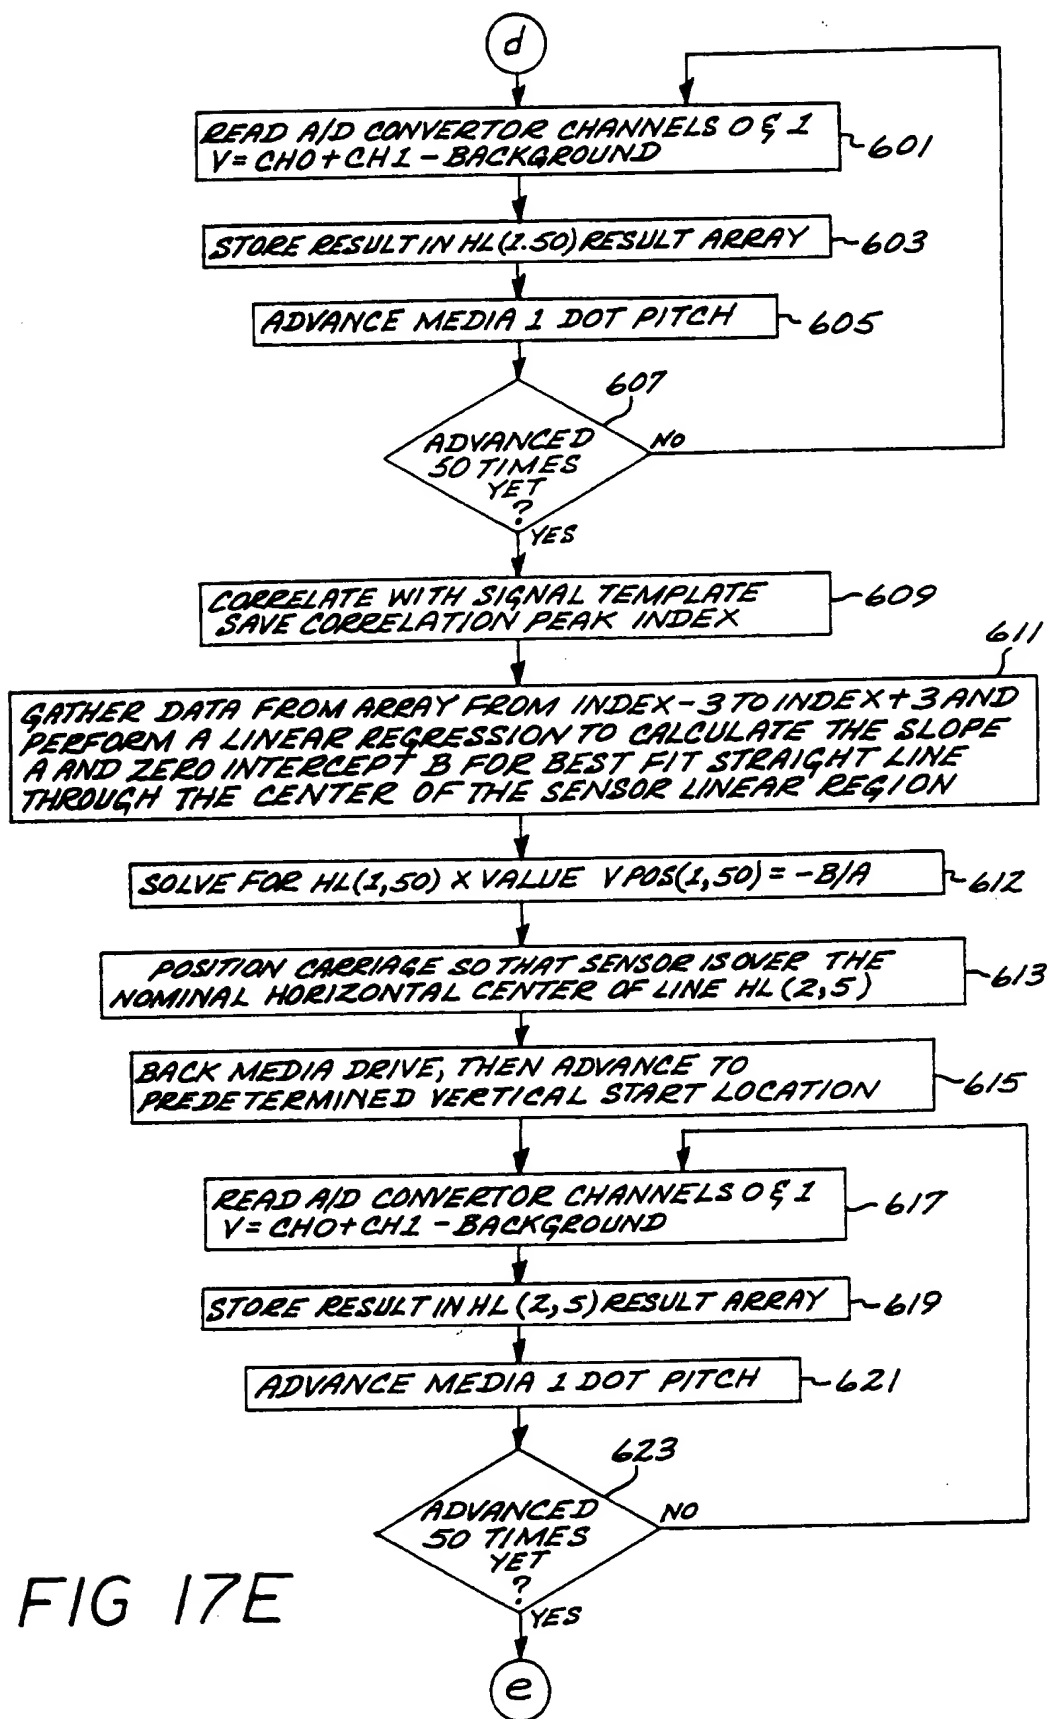 d
READ A/D CONVERTOR CHANNELS 0 & 1
V= CH0 + CH1 - BACKGROUND
601
STORE RESULT IN HL(1.50) RESULT ARRAY
603
ADVANCE MEDIA 1 DOT PITCH
605
607
ADVANCED
50 TIMES
YET
?
NO
YES
CORRELATE WITH SIGNAL TEMPLATE
SAVE CORRELATION PEAK INDEX
609
611
GATHER DATA FROM ARRAY FROM INDEX-3 TO INDEX+3 AND
PERFORM A LINEAR REGRESSION TO CALCULATE THE SLOPE
A AND ZERO INTERCEPT B FOR BEST FIT STRAIGHT LINE
THROUGH THE CENTER OF THE SENSOR LINEAR REGION
SOLVE FOR HL(1,50) X VALUE VPOS(1,50) = -B/A
612
POSITION CARRIAGE SO THAT SENSOR IS OVER THE
NOMINAL HORIZONTAL CENTER OF LINE HL(2,5)
613
BACK MEDIA DRIVE, THEN ADVANCE TO
PREDETERMINED VERTICAL START LOCATION
615
READ A/D CONVERTOR CHANNELS 0 & 1
V= CH0 + CH1 - BACKGROUND
617
STORE RESULT IN HL(2,5) RESULT ARRAY
619
ADVANCE MEDIA 1 DOT PITCH
621
623
ADVANCED
50 TIMES
YET
?
NO
YES
FIG 17E
e